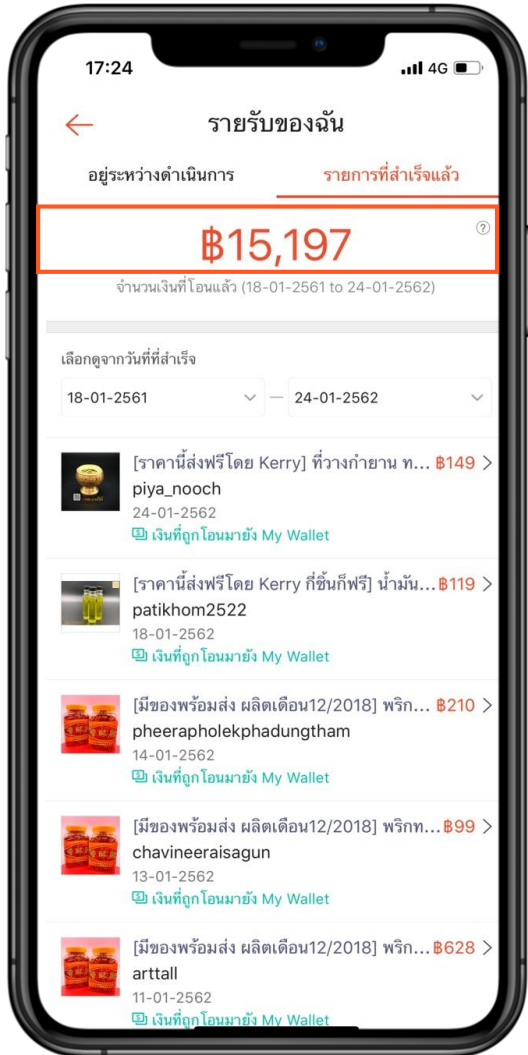 17:24
4G
รายรับของฉัน
อยู่ระหว่างดำเนินการ รายการที่สำเร็จแล้ว
฿15,197
?
จำนวนเงินที่โอนแล้ว (18-01-2561 to 24-01-2562)
เลือกดูจากวันที่ที่สำเร็จ
18-01-2561 — 24-01-2562
[ราคานี้ส่งฟรีโดย Kerry] ที่วางกำยาน ท... ฿149 >
piya_nooch
24-01-2562
เงินที่ถูกโอนมายัง My Wallet
[ราคานี้ส่งฟรีโดย Kerry กี่ชิ้นก็ฟรี] น้ำมัน... ฿119 >
patikhom2522
18-01-2562
เงินที่ถูกโอนมายัง My Wallet
[มีของพร้อมส่ง ผลิตเดือน12/2018] พริก... ฿210 >
pheerapholekphadungtham
14-01-2562
เงินที่ถูกโอนมายัง My Wallet
[มีของพร้อมส่ง ผลิตเดือน12/2018] พริกท... ฿99 >
chavineeraisagun
13-01-2562
เงินที่ถูกโอนมายัง My Wallet
[มีของพร้อมส่ง ผลิตเดือน12/2018] พริก... ฿628 >
arttall
11-01-2562
เงินที่ถูกโอนมายัง My Wallet